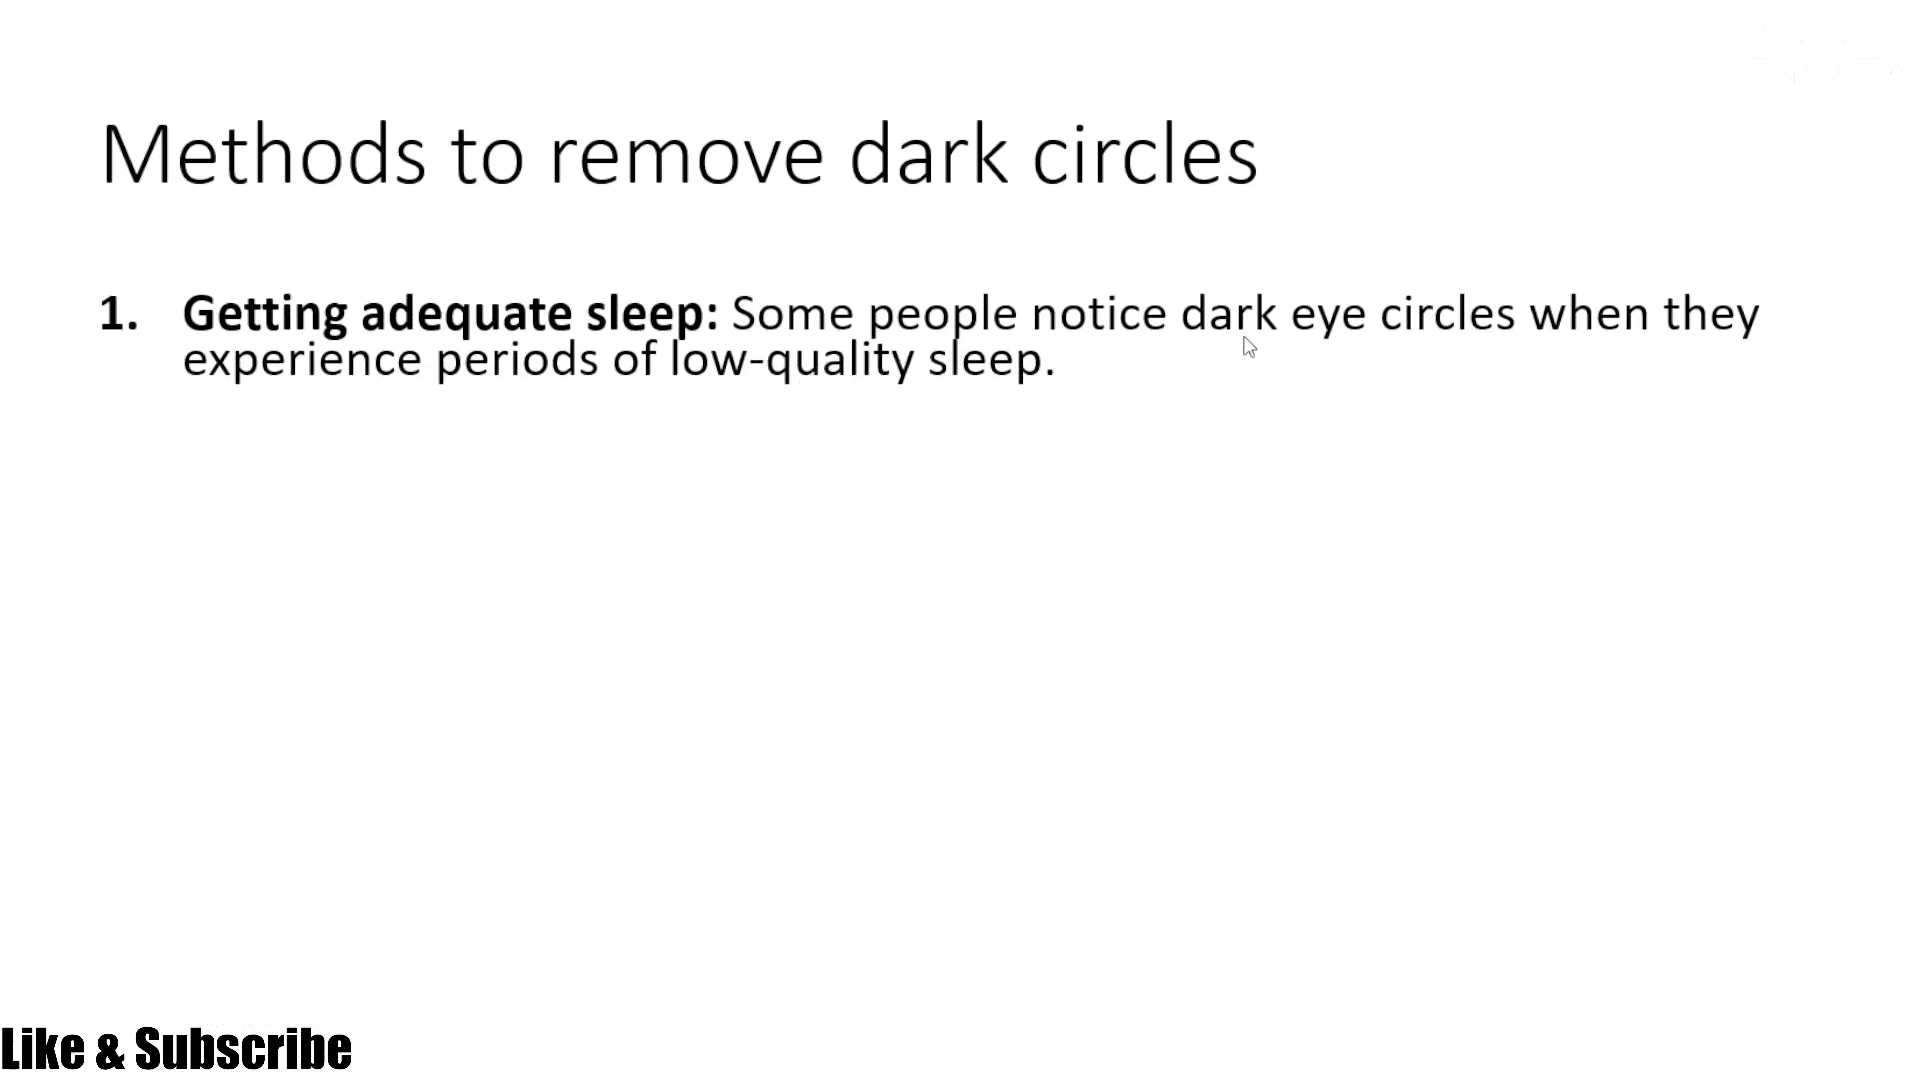 Methods to remove dark circles
1. Getting adequate sleep: Some people notice dark eye circles when they
experience periods of low-quality sleep.
Like & Subscribe